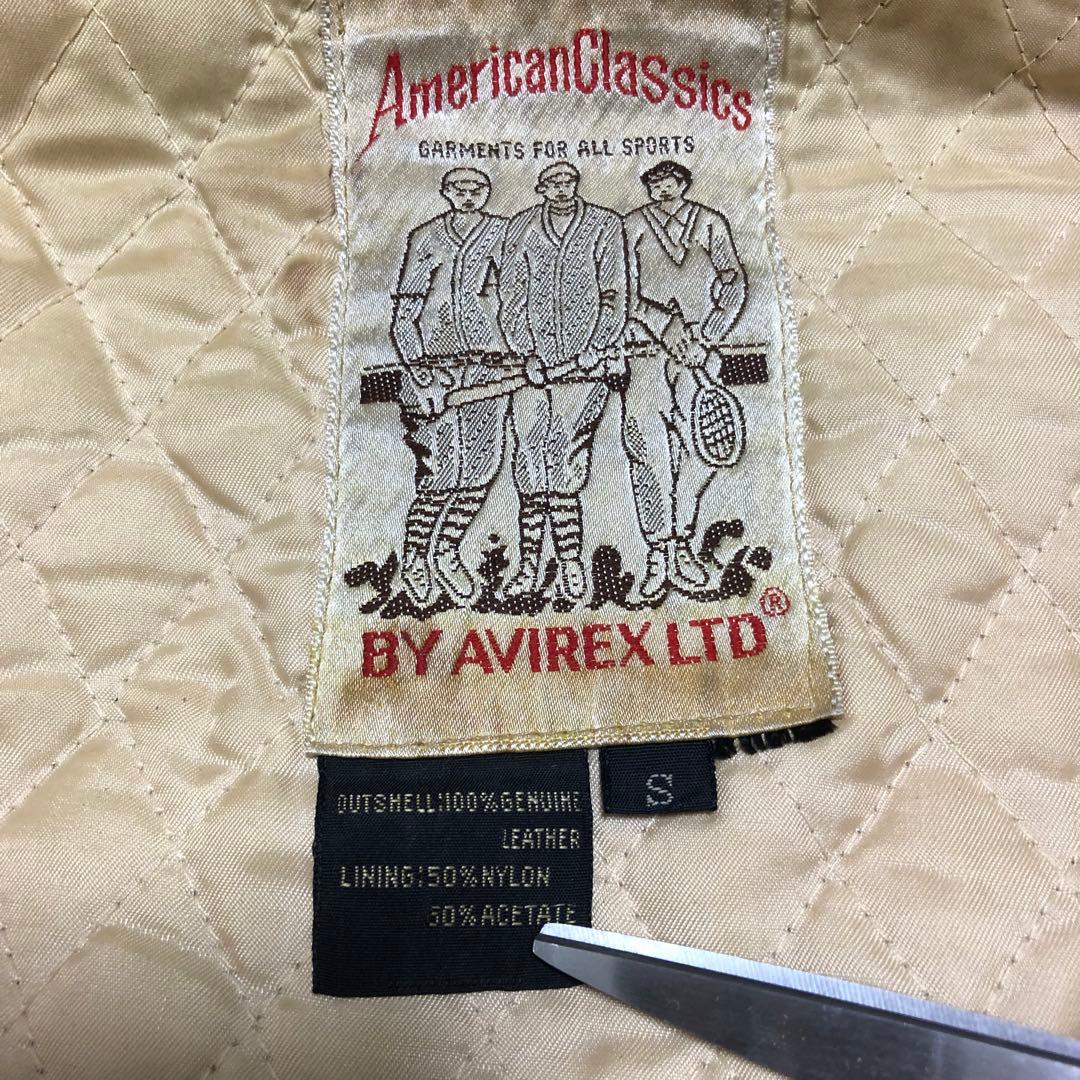 AmericanClassics
GARMENTS FOR ALL SPORTS
BY AVIREX LTD®
S
OUTSHELL:100%GENUINE
LEATHER
LINING:50%NYLON
50%ACETATE